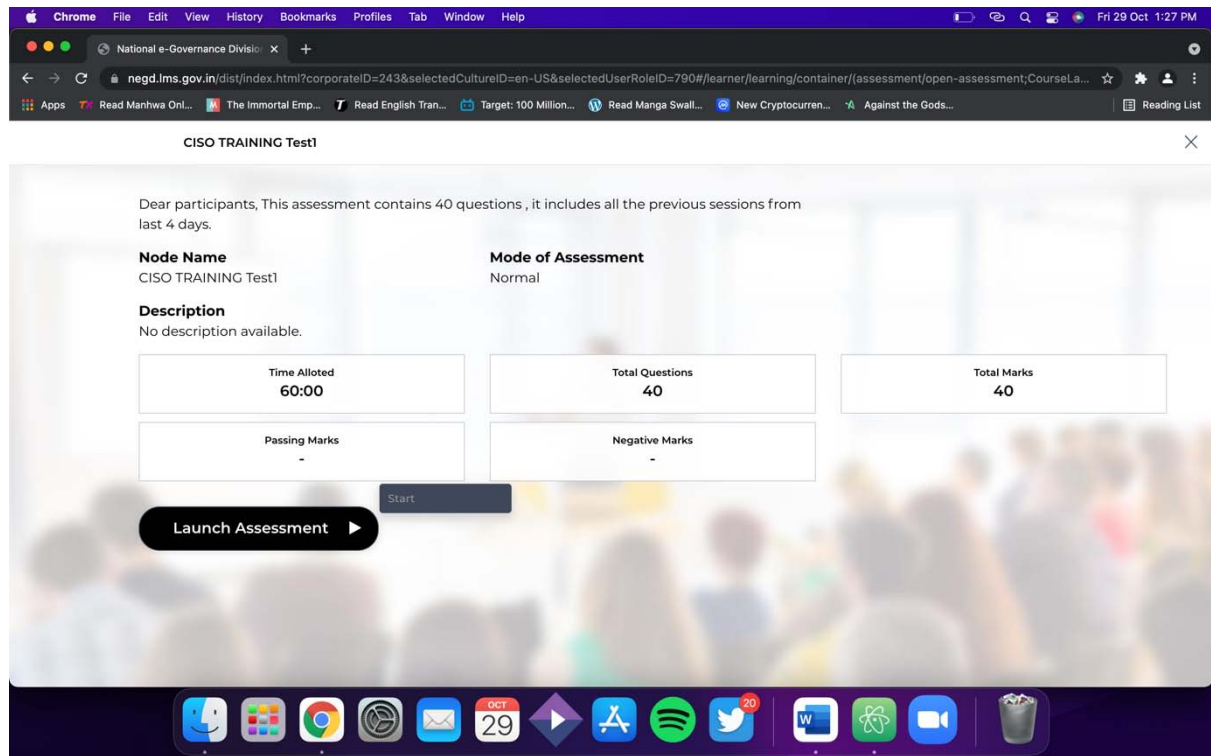 Chrome File Edit View History Bookmarks Profiles Tab Window Help Fri 29 Oct 1:27 PM
National e-Governance Division
negd.lms.gov.in/dist/index.html?corporateID=243&selectedCultureID=en-US&selectedUserRoleID=790#/learner/learning/container/(assessment/open-assessment;CourseLa...
Apps Read Manhwa Onl... The Immortal Emp... Read English Tran... Target: 100 Million... Read Manga Swall... New Cryptocurren... Against the Gods... Reading List
CISO TRAINING Test1
Dear participants, This assessment contains 40 questions , it includes all the previous sessions from
last 4 days.
Node Name Mode of Assessment
CISO TRAINING Test1 Normal
Description
No description available.
Time Alloted Total Questions Total Marks
60:00 40 40
Passing Marks Negative Marks
- -
Start
Launch Assessment
20
OCT
29
W